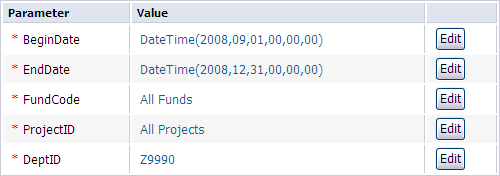 Parameter Value
* BeginDate DateTime(2008,09,01,00,00,00) Edit
* EndDate DateTime(2008,12,31,00,00,00) Edit
* FundCode All Funds Edit
* ProjectID All Projects Edit
* DeptID Z9990 Edit